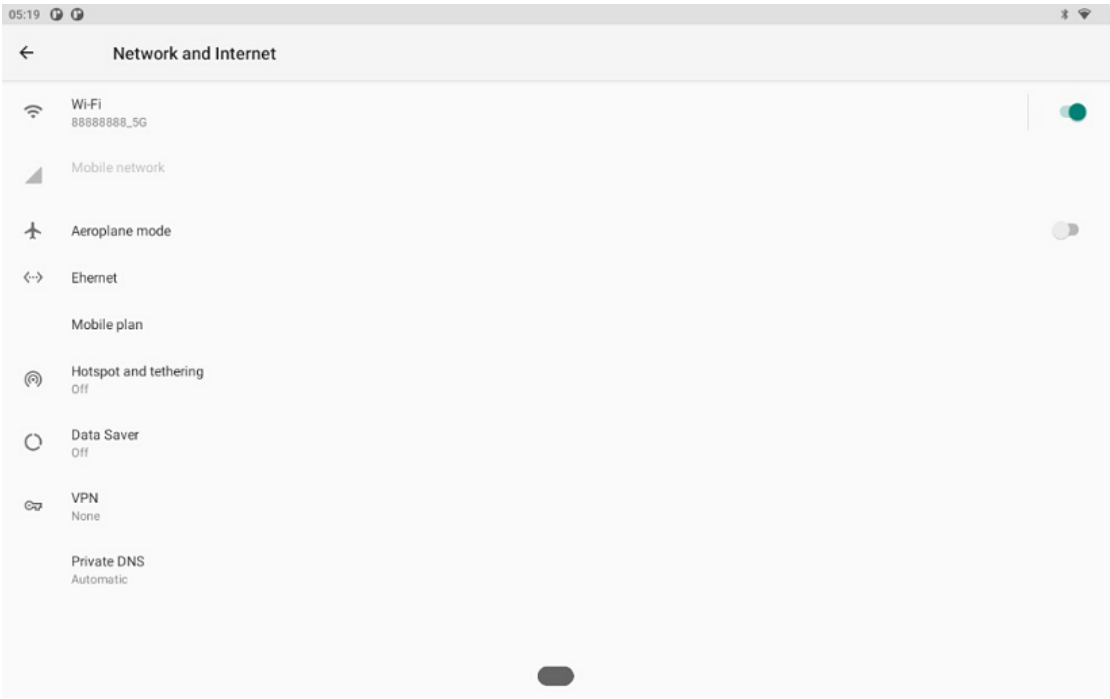 05:19
Network and Internet
Wi-Fi
88888888_5G
Mobile network
Aeroplane mode
Ehernet
Mobile plan
Hotspot and tethering
Off
Data Saver
Off
VPN
None
Private DNS
Automatic